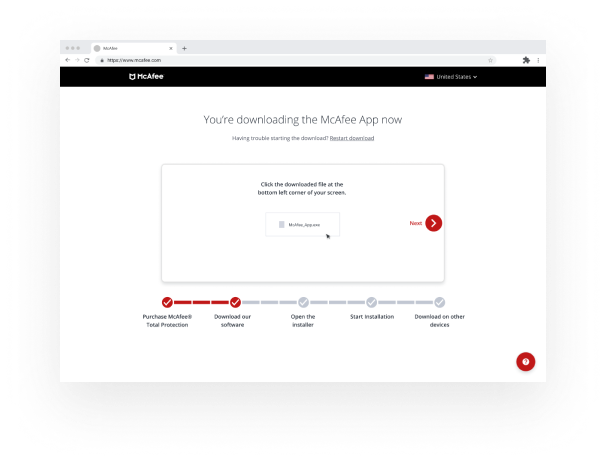 McAfee
https://www.mcafee.com
McAfee
United States
You're downloading the McAfee App now
Having trouble starting the download? Restart download
Click the downloaded file at the
bottom left corner of your screen.
McAfee_App.exe
Next
Purchase McAfee®
Total Protection
Download our
software
Open the
installer
Start Installation
Download on other
devices